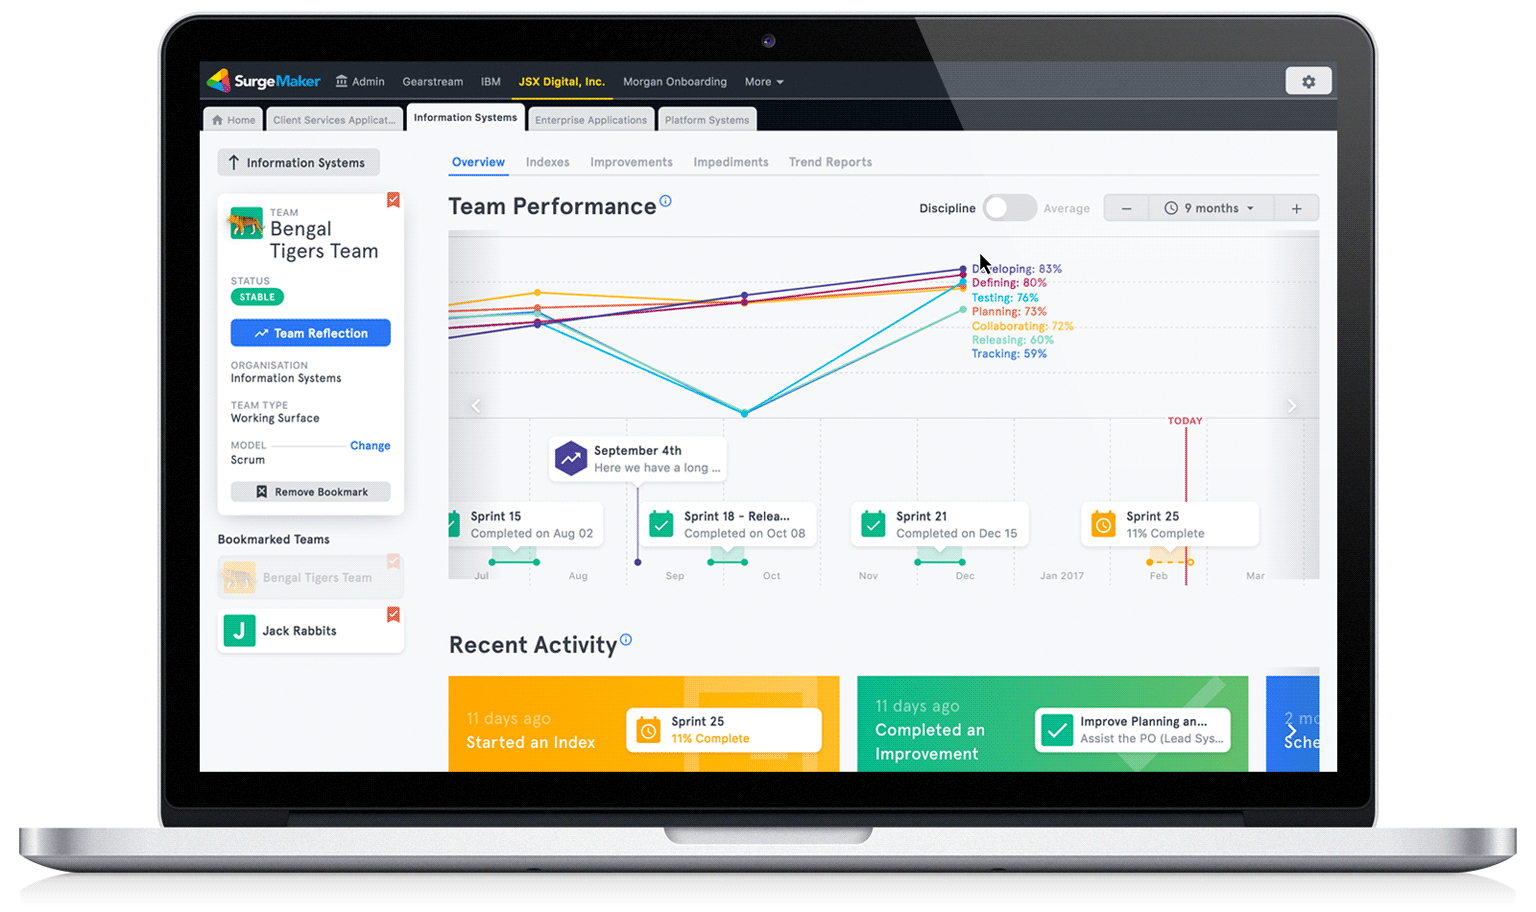 SurgeMaker Admin Gearstream IBM JSX Digital, Inc. Morgan Onboarding More
Home Client Services Applicat... Information Systems Enterprise Applications Platform Systems
Information Systems
TEAM
Bengal
Tigers Team
STATUS
STABLE
Team Reflection
ORGANISATION
Information Systems
TEAM TYPE
Working Surface
MODEL Change
Scrum
Remove Bookmark
Bookmarked Teams
Bengal Tigers Team
J Jack Rabbits
Overview Indexes Improvements Impediments Trend Reports
Team Performance
Discipline Average − 9 months +
Developing: 83%
Defining: 80%
Testing: 76%
Planning: 73%
Collaborating: 72%
Releasing: 60%
Tracking: 59%
TODAY
September 4th
Here we have a long ...
Sprint 15
Completed on Aug 02
Sprint 18 - Relea...
Completed on Oct 08
Sprint 21
Completed on Dec 15
Sprint 25
11% Complete
Jul Aug Sep Oct Nov Dec Jan 2017 Feb Mar
Recent Activity
11 days ago
Started an Index
Sprint 25
11% Complete
11 days ago
Completed an
Improvement
Improve Planning an...
Assist the PO (Lead Sys...
2 mo
Sche